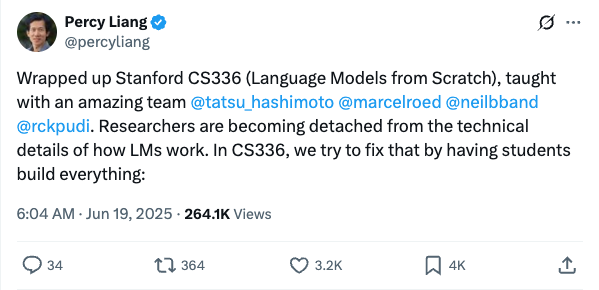 Percy Liang
@percyliang
Wrapped up Stanford CS336 (Language Models from Scratch), taught
with an amazing team @tatsu_hashimoto @marcelroed @neilbband
@rckpudi. Researchers are becoming detached from the technical
details of how LMs work. In CS336, we try to fix that by having students
build everything:
6:04 AM · Jun 19, 2025 · 264.1K Views
34 364 3.2K 4K